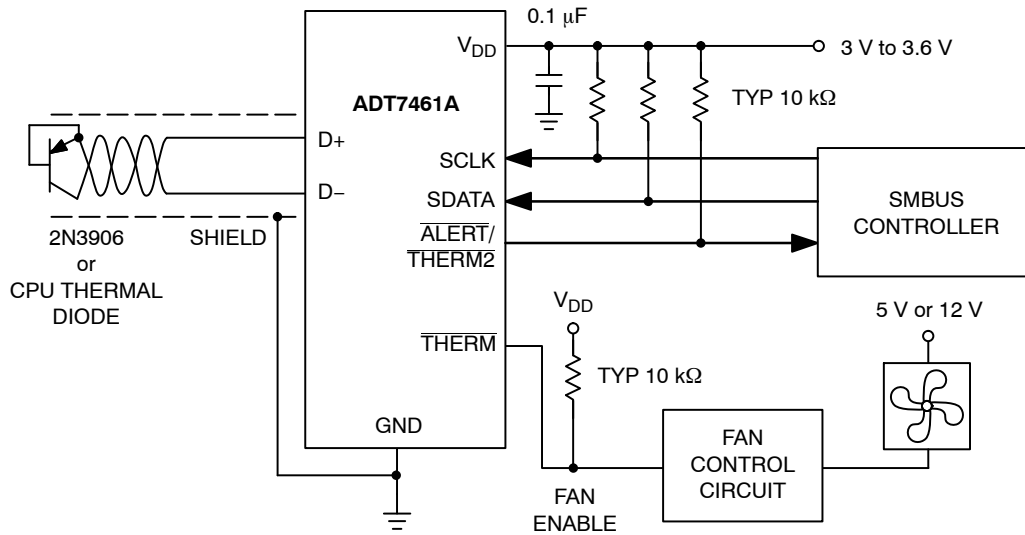 0.1 μF
V_DD
3 V to 3.6 V
ADT7461A
TYP 10 kΩ
D+
D−
SCLK
SDATA
ALERT/
THERM2
SMBUS
CONTROLLER
2N3906
or
CPU THERMAL
DIODE
SHIELD
V_DD
5 V or 12 V
THERM
TYP 10 kΩ
GND
FAN
CONTROL
CIRCUIT
FAN
ENABLE